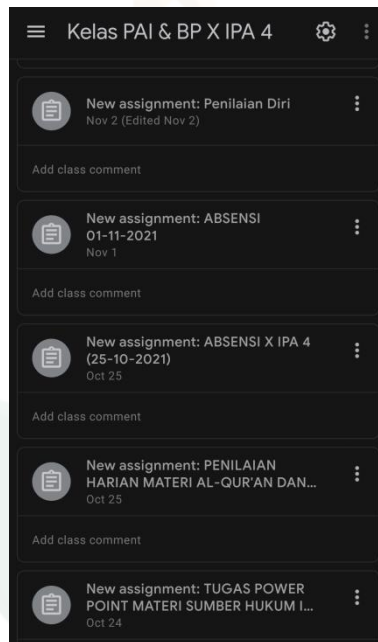 Kelas PAI & BP X IPA 4
New assignment: Penilaian Diri
Nov 2 (Edited Nov 2)
Add class comment
New assignment: ABSENSI
01-11-2021
Nov 1
Add class comment
New assignment: ABSENSI X IPA 4
(25-10-2021)
Oct 25
Add class comment
New assignment: PENILAIAN
HARIAN MATERI AL-QUR'AN DAN...
Oct 25
Add class comment
New assignment: TUGAS POWER
POINT MATERI SUMBER HUKUM I...
Oct 24